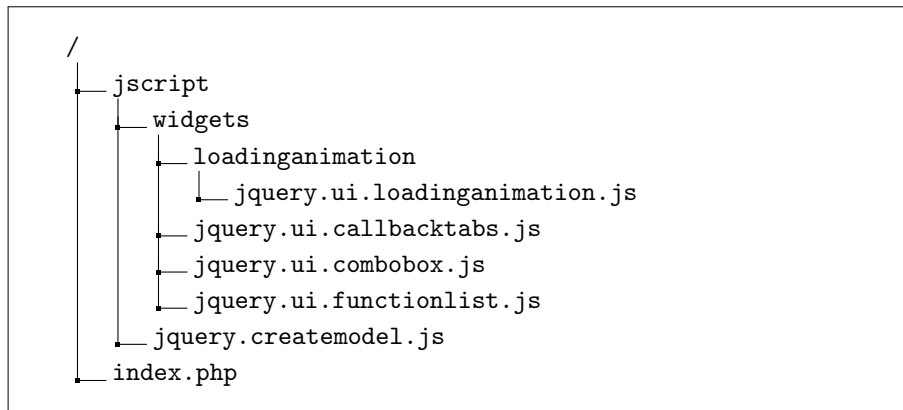 /
jscript
widgets
loadinganimation
jquery.ui.loadinganimation.js
jquery.ui.callbacktabs.js
jquery.ui.combobox.js
jquery.ui.functionlist.js
jquery.createmodel.js
index.php